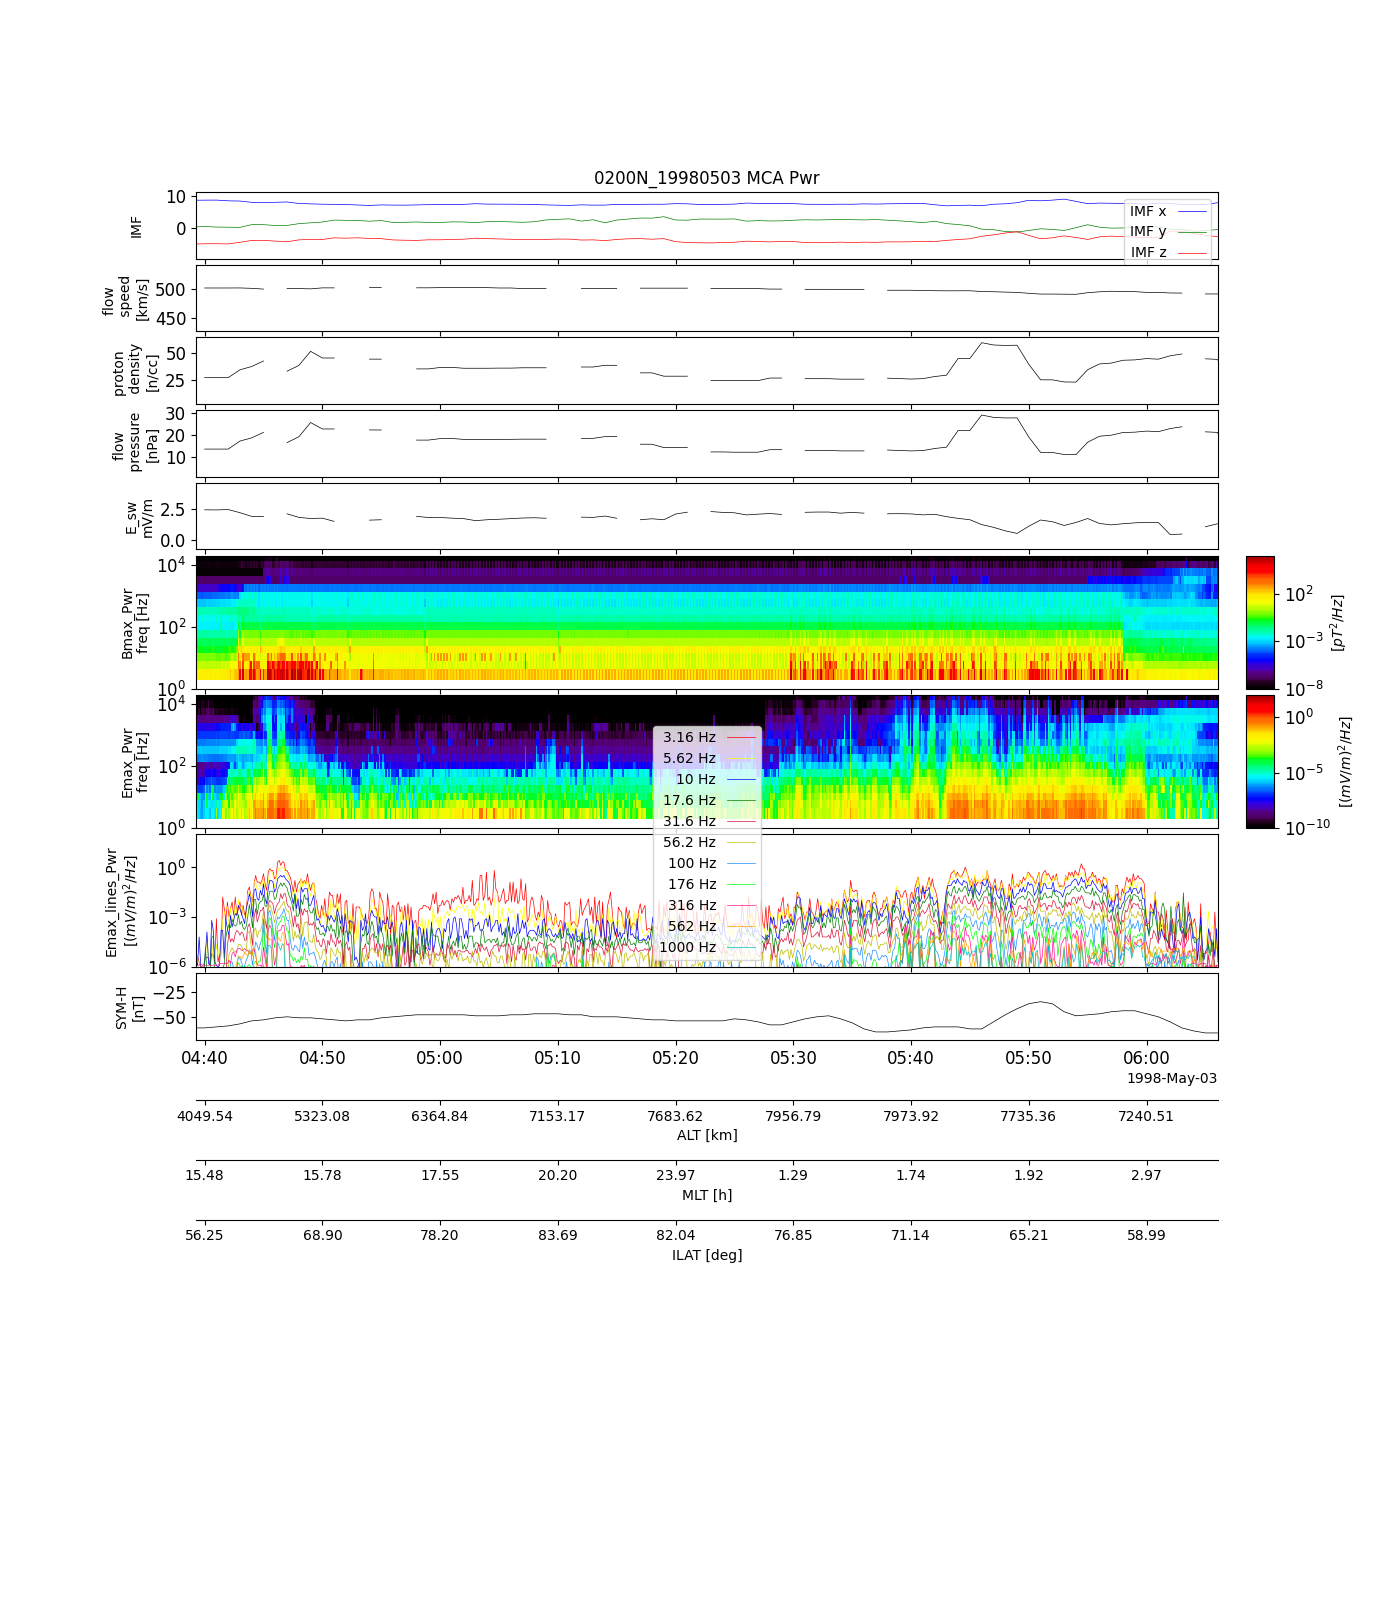 0200N_19980503 MCA Pwr
10
0
IMF
IMF x
IMF y
IMF z
500
450
flow
speed
[km/s]
50
25
proton
density
[n/cc]
30
20
10
flow
pressure
[nPa]
2.5
0.0
E_sw
mV/m
10^4
10^2
10^0
Bmax_Pwr
freq [Hz]
10^2
10^-3
10^-8
[pT^2/Hz]
10^4
10^2
10^0
Emax_Pwr
freq [Hz]
10^0
10^-5
10^-10
[(mV/m)^2/Hz]
3.16 Hz
5.62 Hz
10 Hz
17.6 Hz
31.6 Hz
56.2 Hz
100 Hz
176 Hz
316 Hz
562 Hz
1000 Hz
10^0
10^-3
10^-6
Emax_lines_Pwr
[(mV/m)^2/Hz]
−25
−50
SYM-H
[nT]
04:40 04:50 05:00 05:10 05:20 05:30 05:40 05:50 06:00
1998-May-03
4049.54 5323.08 6364.84 7153.17 7683.62 7956.79 7973.92 7735.36 7240.51
ALT [km]
15.48 15.78 17.55 20.20 23.97 1.29 1.74 1.92 2.97
MLT [h]
56.25 68.90 78.20 83.69 82.04 76.85 71.14 65.21 58.99
ILAT [deg]